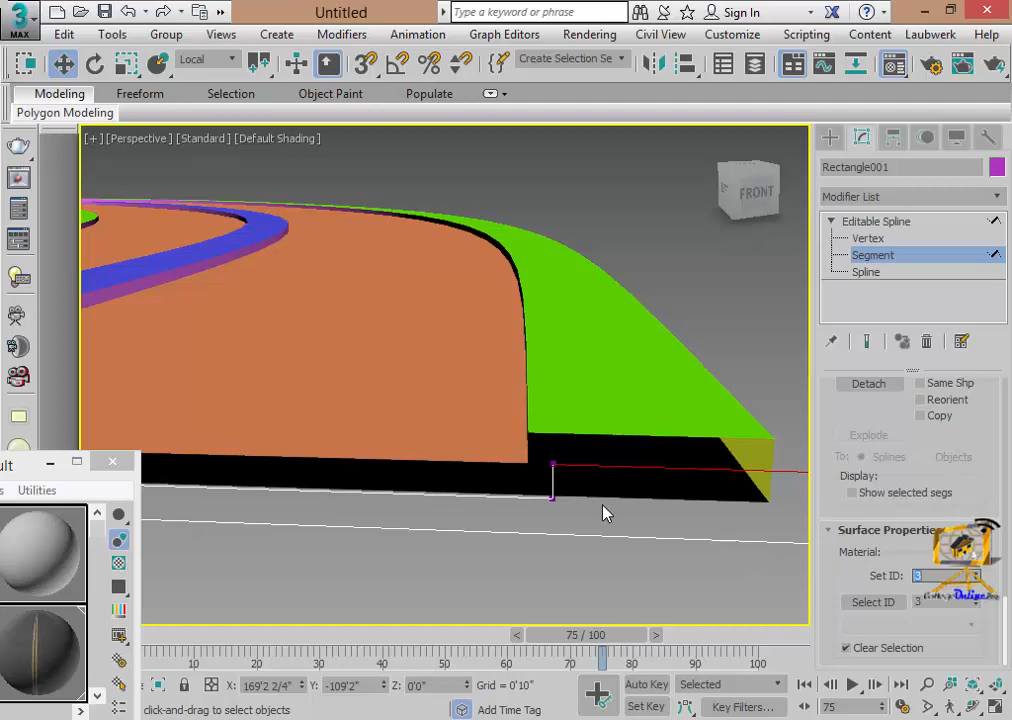 3
MAX
Untitled
Type a keyword or phrase
Sign In
Edit Tools Group Views Create Modifiers Animation Graph Editors Rendering Civil View Customize Scripting Content Laubwerk Help
Local
Create Selection Se
Modeling Freeform Selection Object Paint Populate
Polygon Modeling
[+] [Perspective] [Standard] [Default Shading]
FRONT
Rectangle001
Modifier List
Editable Spline
Vertex
Segment
Spline
Detach
Same Shp
Reorient
Copy
Explode
To: Splines Objects
Display:
Show selected segs
Surface Properties
Material:
Set ID: 3
Select ID 3
Clear Selection
ult
s Utilities
< 75 / 100 >
10 20 30 40 50 60 70 80 90 100
X: 169'2 2/4" Y: -109'2" Z: 0'0" Grid = 0'10"
Auto Key Selected
click-and-drag to select objects
Add Time Tag
Set Key
Key Filters...
75